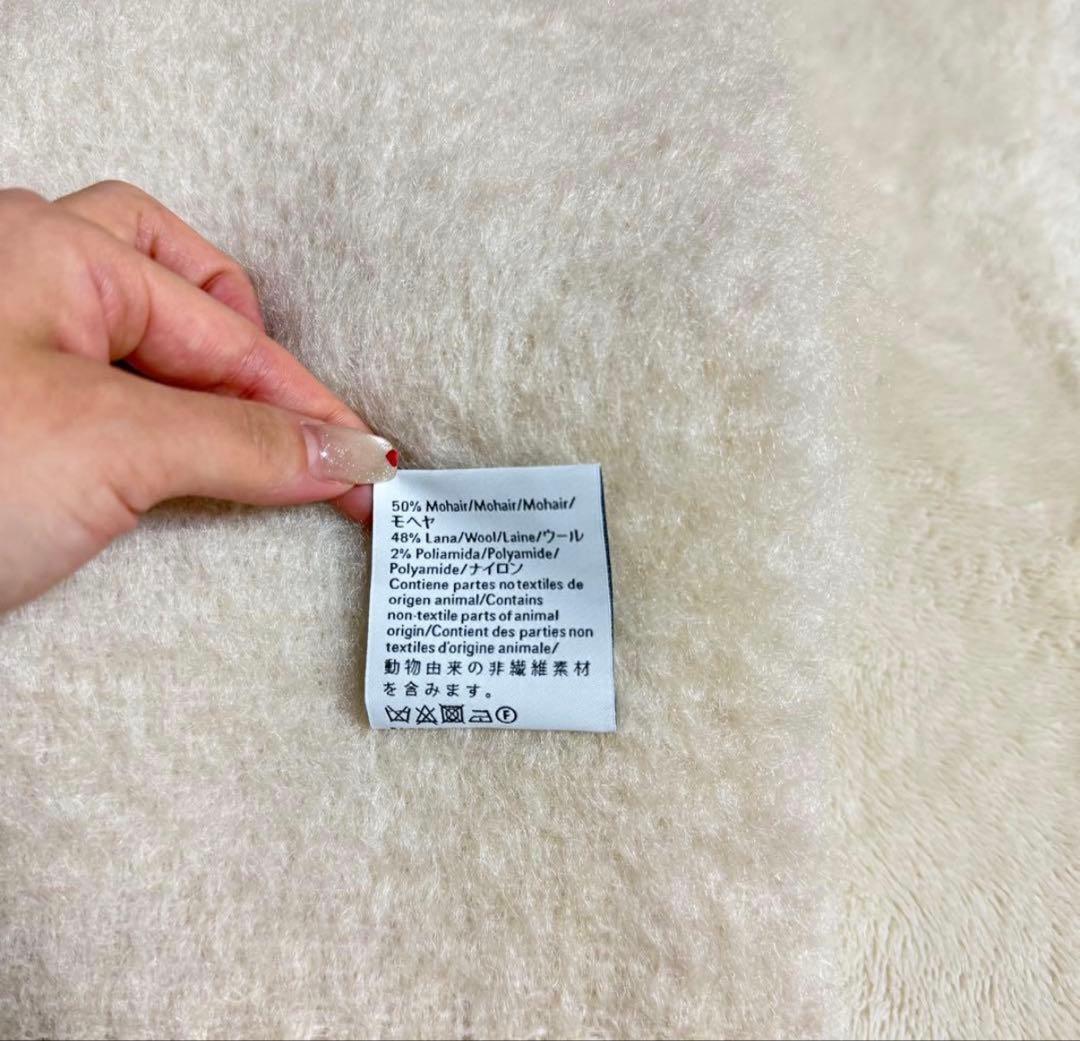 50% Mohair/Mohair/Mohair/
モヘヤ
48% Lana/Wool/Laine/ウール
2% Poliamida/Polyamide/
Polyamide/ナイロン
Contiene partes no textiles de
origen animal/Contains
non-textile parts of animal
origin/Contient des parties non
textiles d'origine animale/
動物由来の非繊維素材
を含みます。
F